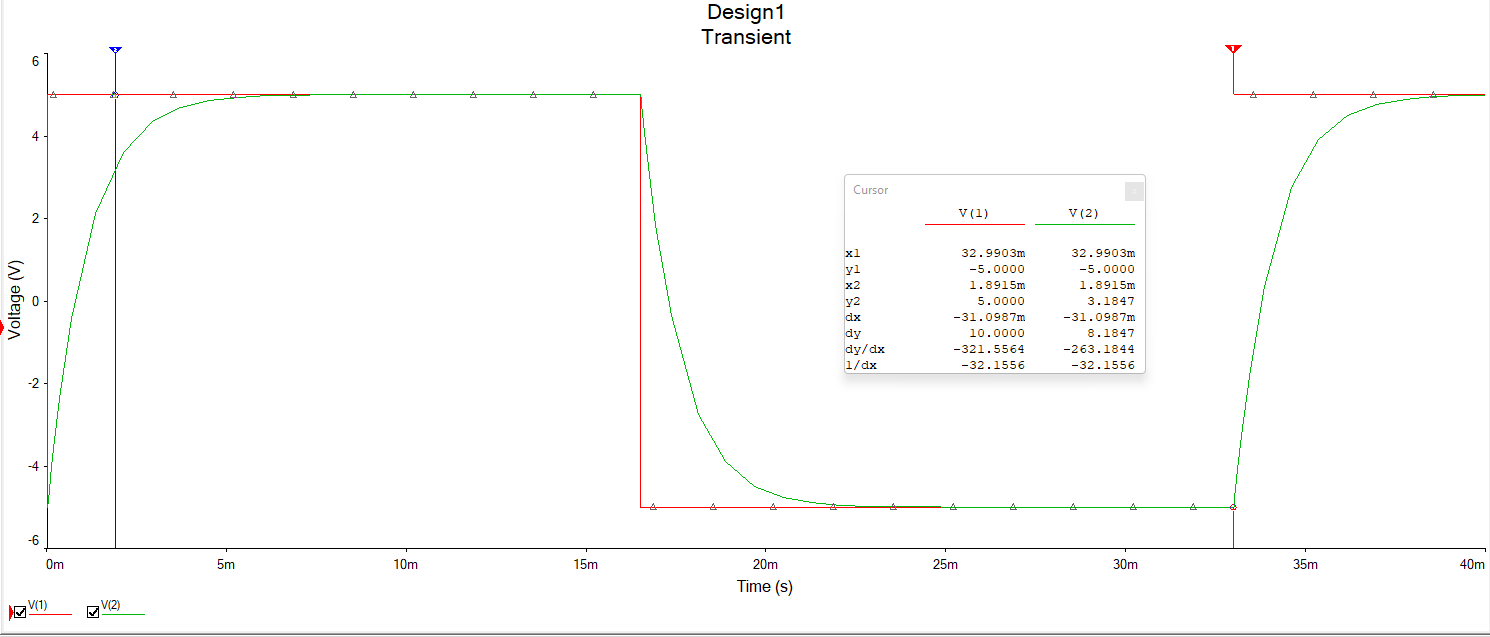 Design1
Transient
6
4
2
0
-2
-4
-6
Voltage (V)
Cursor
V(1) V(2)
x1 32.9903m 32.9903m
y1 -5.0000 -5.0000
x2 1.8915m 1.8915m
y2 5.0000 3.1847
dx -31.0987m -31.0987m
dy 10.0000 8.1847
dy/dx -321.5564 -263.1844
1/dx -32.1556 -32.1556
0m 5m 10m 15m 20m 25m 30m 35m 40m
Time (s)
V(1) V(2)